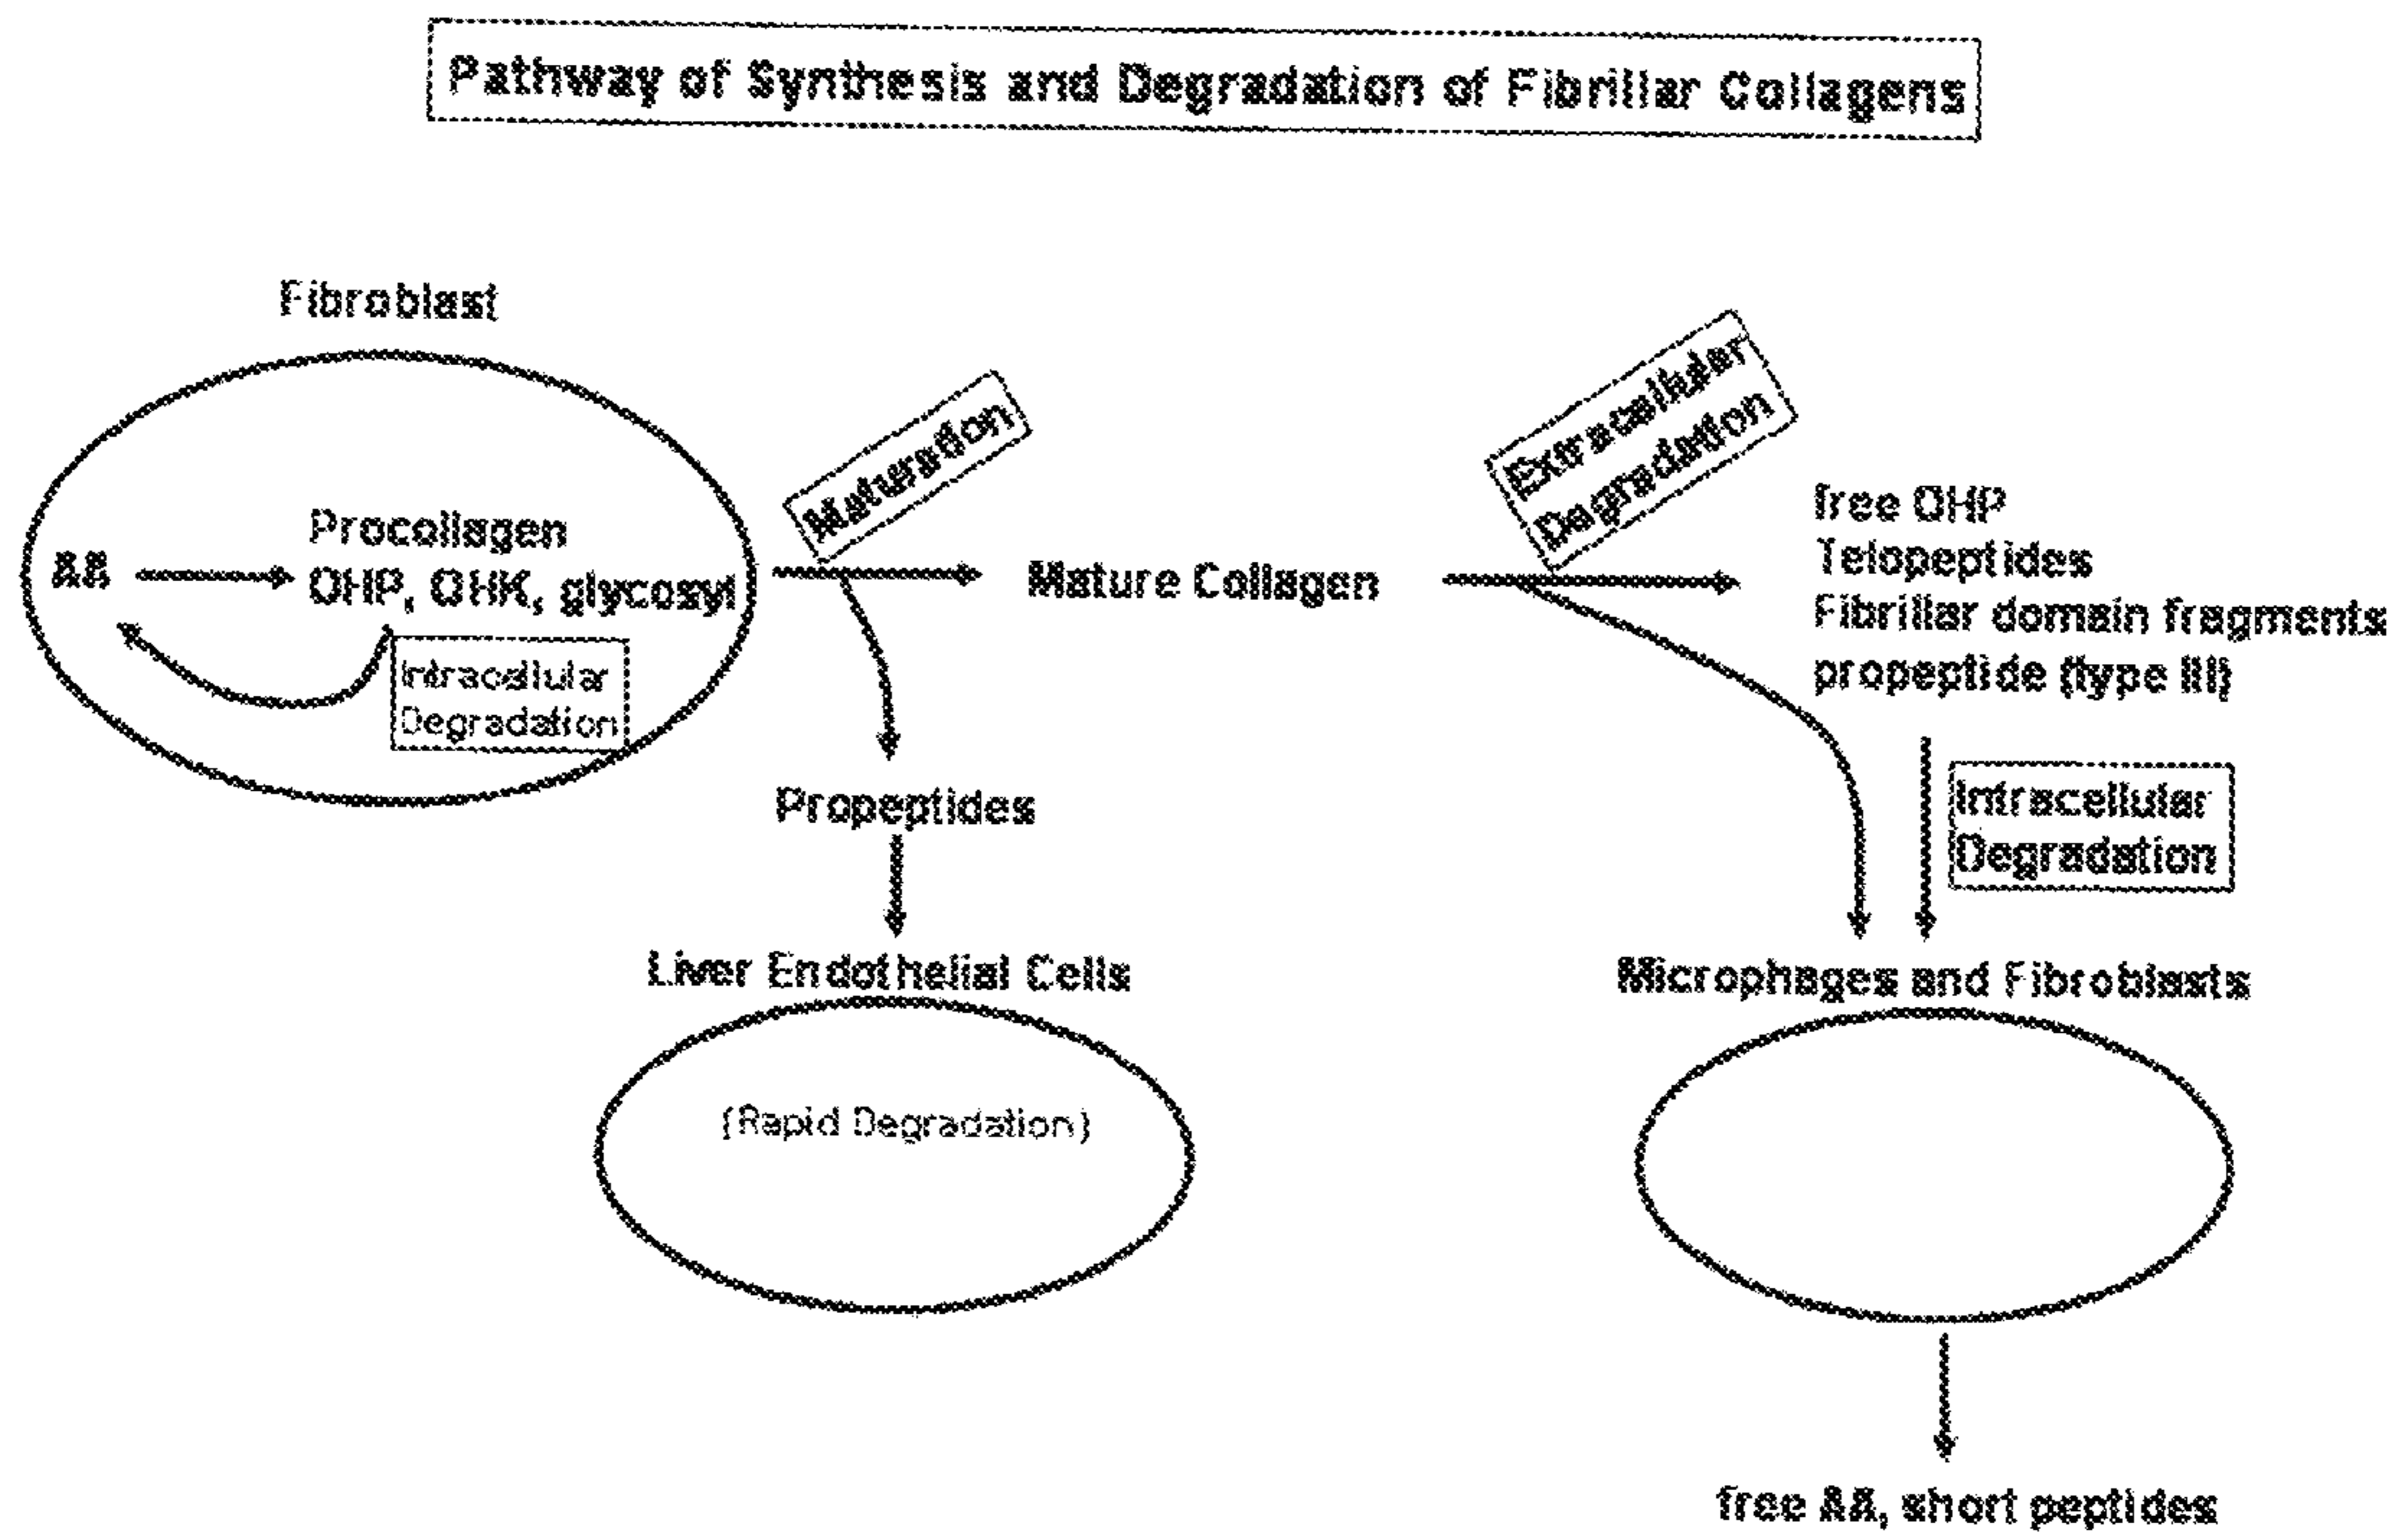 Pathway of Synthesis and Degradation of Fibrillar Collagens
Fibroblast
AA
Procollagen
OHP, OHK, glycosyl
Intracellular
Degradation
Maturation
Mature Collagen
Extracellular
Degradation
free OHP
Telopeptides
Fibrillar domain fragments
propeptide (type III)
Propeptides
Intracellular
Degradation
Liver Endothelial Cells
(Rapid Degradation)
Microphages and Fibroblasts
free AA, short peptides